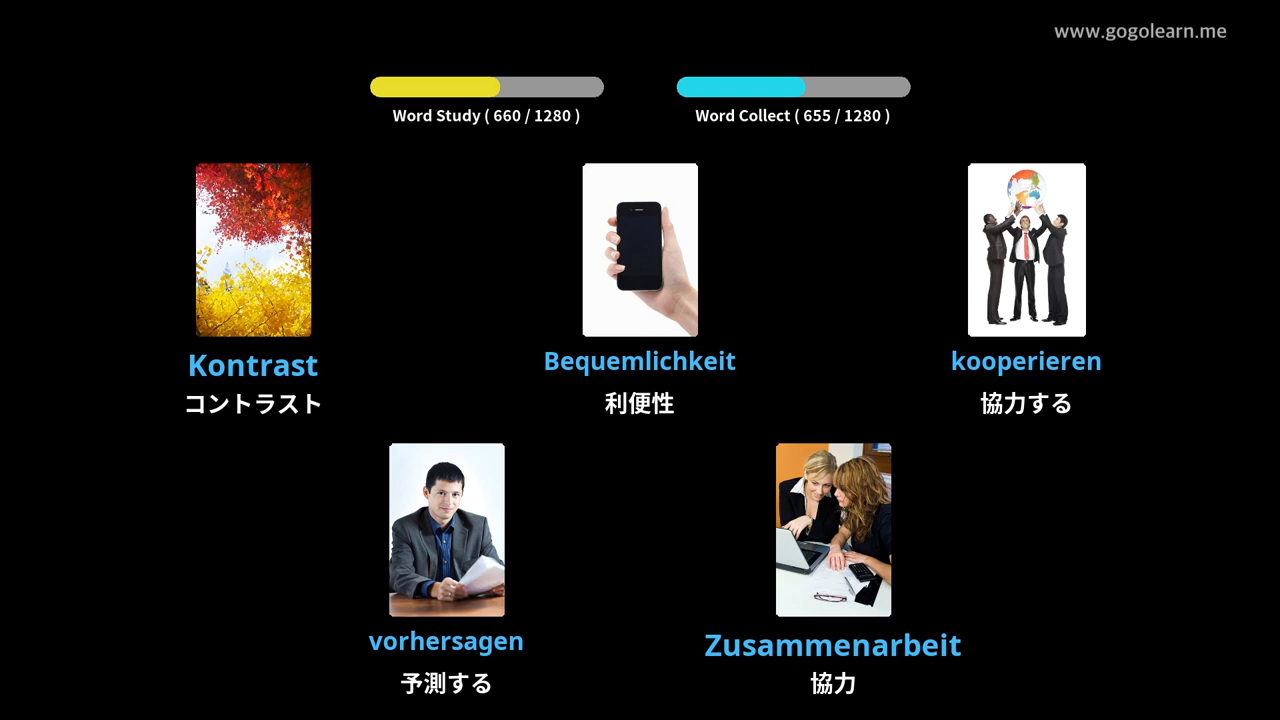 www.gogolearn.me
Word Study ( 660 / 1280 )
Word Collect ( 655 / 1280 )
Kontrast
コントラスト
Bequemlichkeit
利便性
kooperieren
協力する
vorhersagen
予測する
Zusammenarbeit
協力